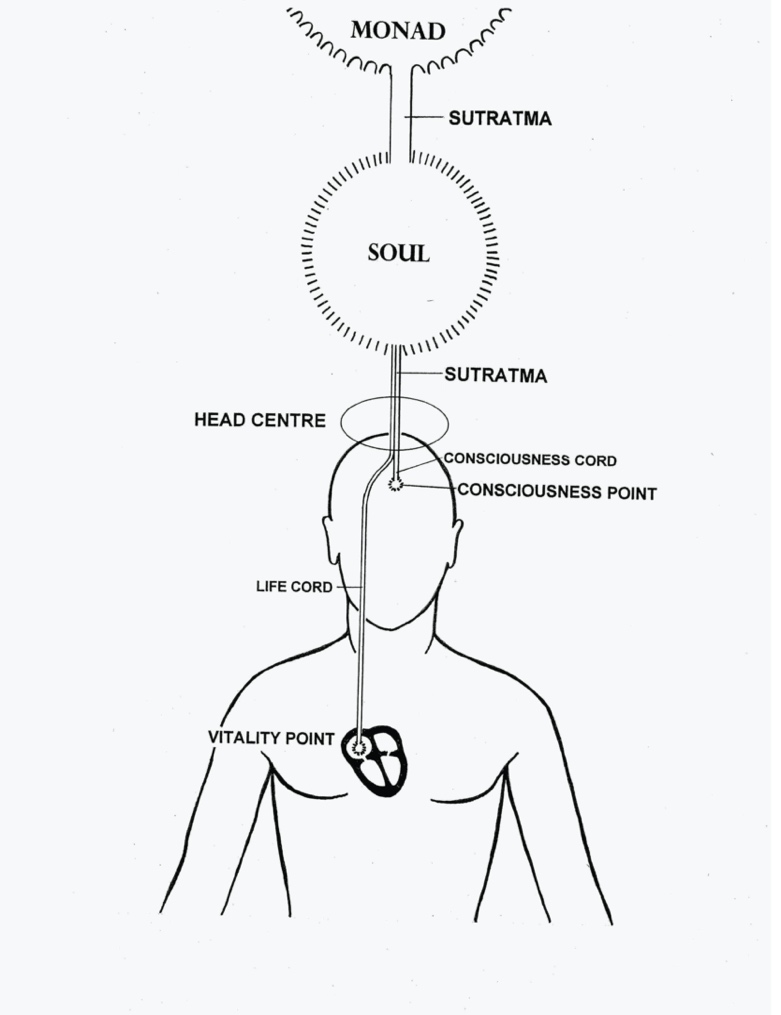 MONAD
SUTRATMA
SOUL
SUTRATMA
HEAD CENTRE
CONSCIOUSNESS CORD
CONSCIOUSNESS POINT
LIFE CORD
VITALITY POINT